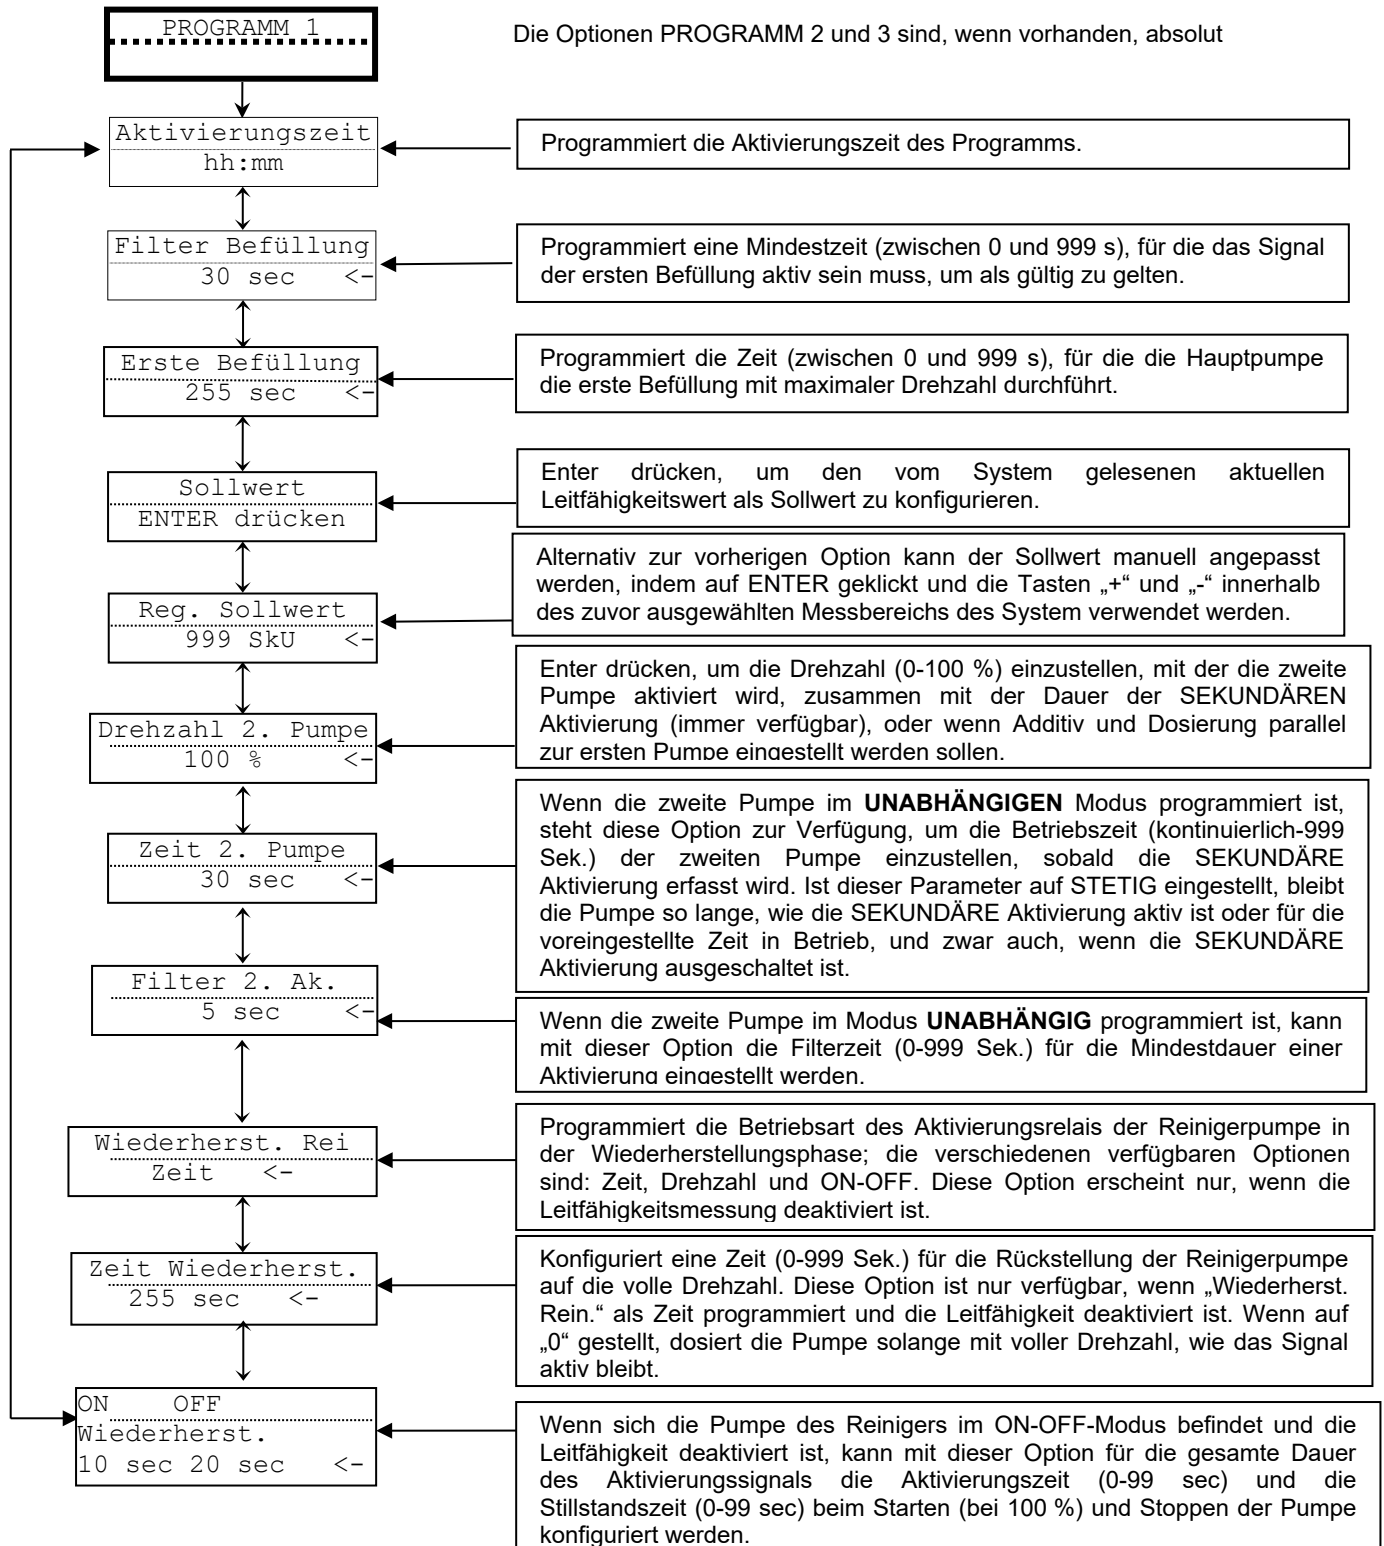 PROGRAMM 1
Die Optionen PROGRAMM 2 und 3 sind, wenn vorhanden, absolut
Aktivierungszeit
hh:mm
Programmiert die Aktivierungszeit des Programms.
Filter Befüllung
30 sec <-
Programmiert eine Mindestzeit (zwischen 0 und 999 s), für die das Signal
der ersten Befüllung aktiv sein muss, um als gültig zu gelten.
Erste Befüllung
255 sec <-
Programmiert die Zeit (zwischen 0 und 999 s), für die die Hauptpumpe
die erste Befüllung mit maximaler Drehzahl durchführt.
Sollwert
ENTER drücken
Enter drücken, um den vom System gelesenen aktuellen
Leitfähigkeitswert als Sollwert zu konfigurieren.
Reg. Sollwert
999 SkU <-
Alternativ zur vorherigen Option kann der Sollwert manuell angepasst
werden, indem auf ENTER geklickt und die Tasten „+“ und „-“ innerhalb
des zuvor ausgewählten Messbereichs des System verwendet werden.
Drehzahl 2. Pumpe
100 % <-
Enter drücken, um die Drehzahl (0-100 %) einzustellen, mit der die zweite
Pumpe aktiviert wird, zusammen mit der Dauer der SEKUNDÄREN
Aktivierung (immer verfügbar), oder wenn Additiv und Dosierung parallel
zur ersten Pumpe eingestellt werden sollen.
Zeit 2. Pumpe
30 sec <-
Wenn die zweite Pumpe im UNABHÄNGIGEN Modus programmiert ist,
steht diese Option zur Verfügung, um die Betriebszeit (kontinuierlich-999
Sek.) der zweiten Pumpe einzustellen, sobald die SEKUNDÄRE
Aktivierung erfasst wird. Ist dieser Parameter auf STETIG eingestellt, bleibt
die Pumpe so lange, wie die SEKUNDÄRE Aktivierung aktiv ist oder für die
voreingestellte Zeit in Betrieb, und zwar auch, wenn die SEKUNDÄRE
Aktivierung ausgeschaltet ist.
Filter 2. Ak.
5 sec <-
Wenn die zweite Pumpe im Modus UNABHÄNGIG programmiert ist, kann
mit dieser Option die Filterzeit (0-999 Sek.) für die Mindestdauer einer
Aktivierung eingestellt werden.
Wiederherst. Rei
Zeit <-
Programmiert die Betriebsart des Aktivierungsrelais der Reinigerpumpe in
der Wiederherstellungsphase; die verschiedenen verfügbaren Optionen
sind: Zeit, Drehzahl und ON-OFF. Diese Option erscheint nur, wenn die
Leitfähigkeitsmessung deaktiviert ist.
Zeit Wiederherst.
255 sec <-
Konfiguriert eine Zeit (0-999 Sek.) für die Rückstellung der Reinigerpumpe
auf die volle Drehzahl. Diese Option ist nur verfügbar, wenn „Wiederherst.
Rein.“ als Zeit programmiert und die Leitfähigkeit deaktiviert ist. Wenn auf
„0“ gestellt, dosiert die Pumpe solange mit voller Drehzahl, wie das Signal
aktiv bleibt.
ON OFF
Wiederherst.
10 sec 20 sec <-
Wenn sich die Pumpe des Reinigers im ON-OFF-Modus befindet und die
Leitfähigkeit deaktiviert ist, kann mit dieser Option für die gesamte Dauer
des Aktivierungssignals die Aktivierungszeit (0-99 sec) und die
Stillstandszeit (0-99 sec) beim Starten (bei 100 %) und Stoppen der Pumpe
konfiguriert werden.